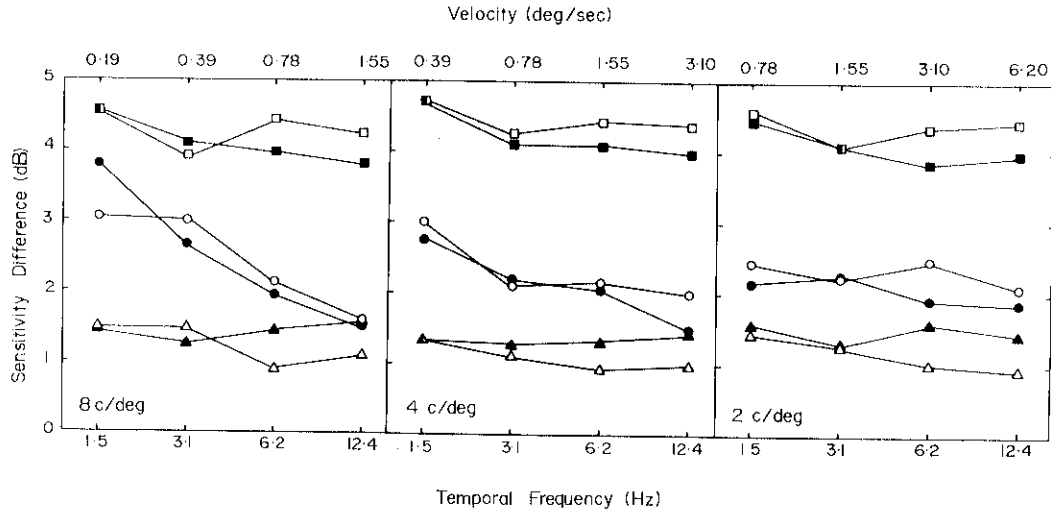 Velocity (deg/sec)
0·19 0·39 0·78 1·55 0·39 0·78 1·55 3·10 0·78 1·55 3·10 6·20
5
4
3
2
1
0
Sensitivity Difference (dB)
8 c/deg 4 c/deg 2 c/deg
1·5 3·1 6·2 12·4 1·5 3·1 6·2 12·4 1·5 3·1 6·2 12·4
Temporal Frequency (Hz)